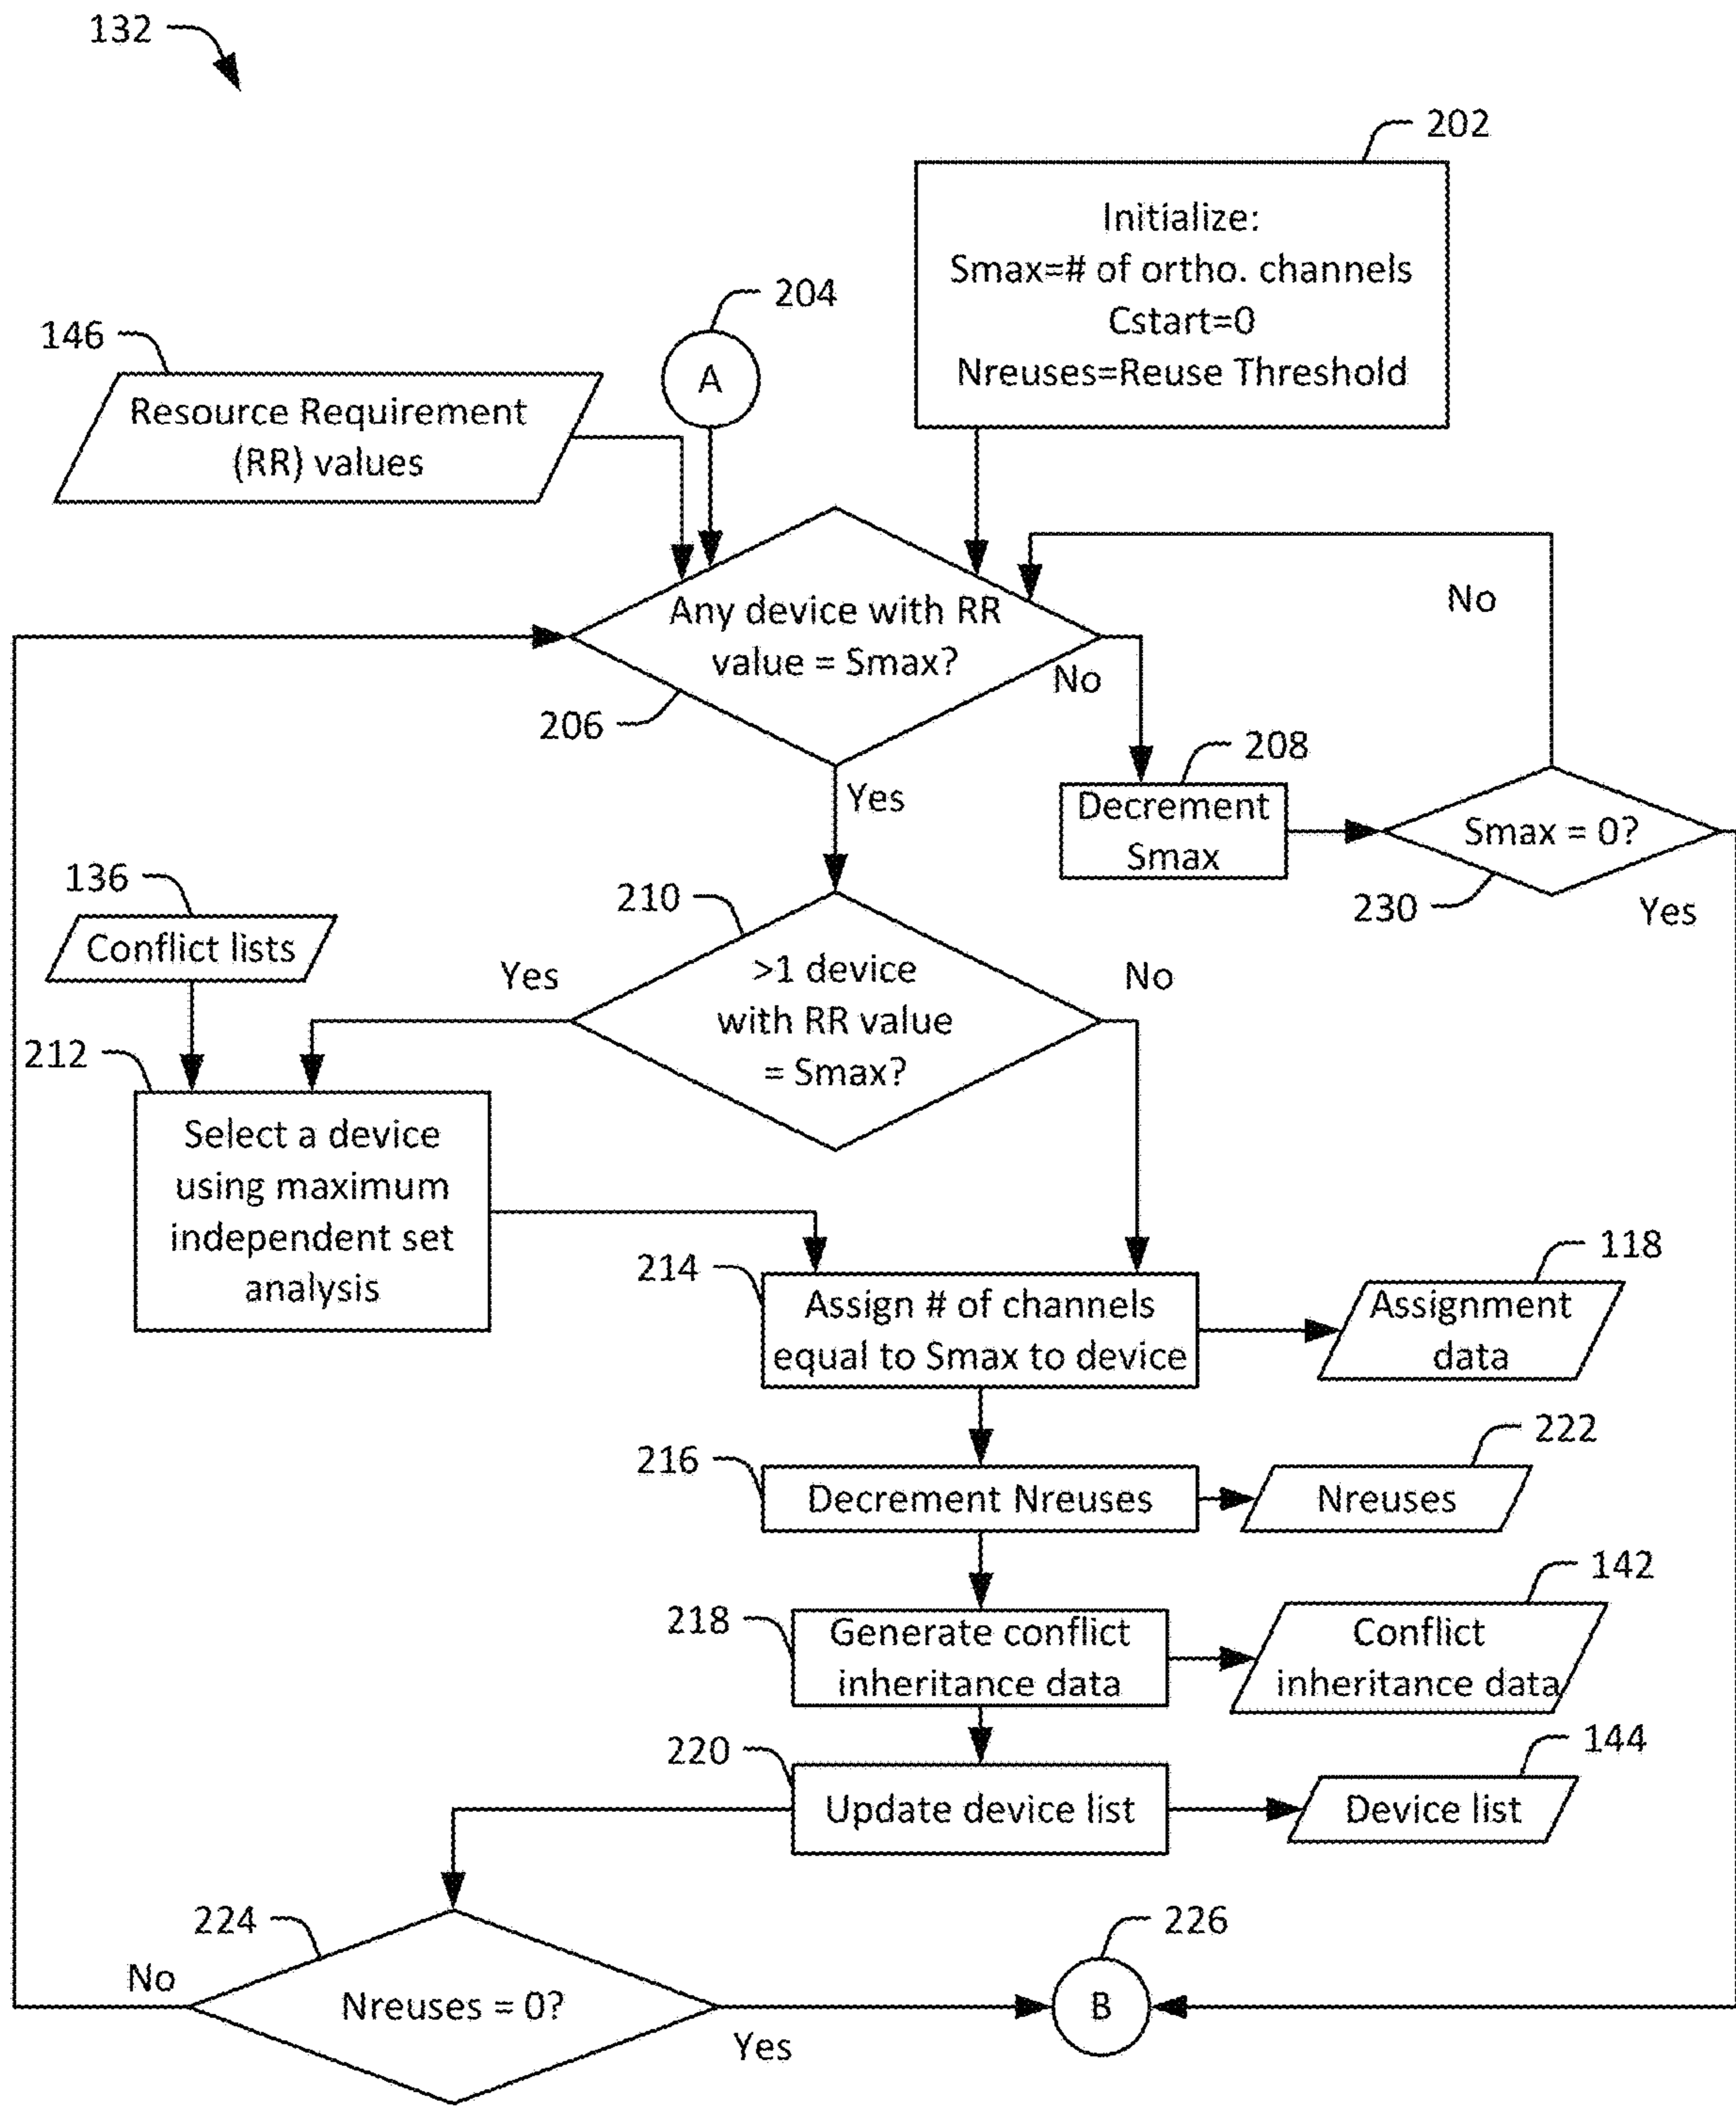 132
202
Initialize:
Smax=# of ortho. channels
Cstart=0
Nreuses=Reuse Threshold
204
A
146
Resource Requirement
(RR) values
Any device with RR
value = Smax?
206
No
No
208
Decrement
Smax
Smax = 0?
230
Yes
Yes
136
Conflict lists
210
>1 device
with RR value
= Smax?
Yes
No
212
Select a device
using maximum
independent set
analysis
214
Assign # of channels
equal to Smax to device
118
Assignment
data
216
Decrement Nreuses
222
Nreuses
218
Generate conflict
inheritance data
142
Conflict
inheritance data
220
Update device list
144
Device list
224
Nreuses = 0?
No
Yes
226
B